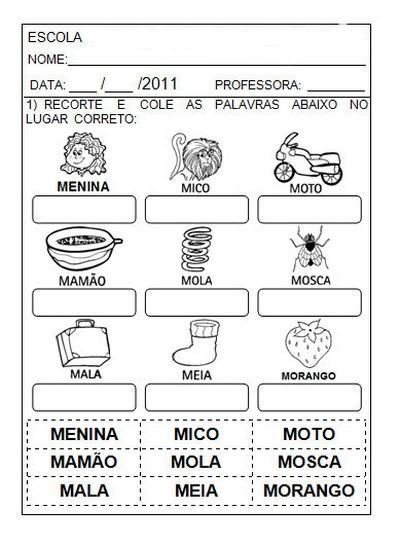 ESCOLA
NOME:
DATA: ___ /___ /2011 PROFESSORA: ________
1) RECORTE E COLE AS PALAVRAS ABAIXO NO
LUGAR CORRETO:
MENINA MICO MOTO
MAMÃO MOLA MOSCA
MALA MEIA MORANGO
MENINA MICO MOTO
MAMÃO MOLA MOSCA
MALA MEIA MORANGO